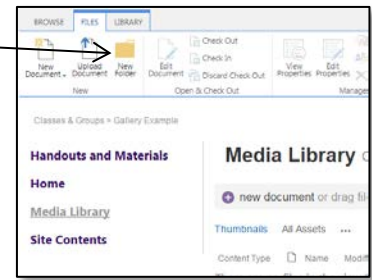 BROWSE FILES LIBRARY
New Document Upload Document New Folder Edit Document Check Out
Check In
Discard Check Out
View Properties Edit Properties
New Open & Check Out Manage
Classes & Groups > Gallery Example
Handouts and Materials
Media Library
Home
new document or drag fil
Media Library
Thumbnails All Assets ...
Site Contents
Content Type Name Modif